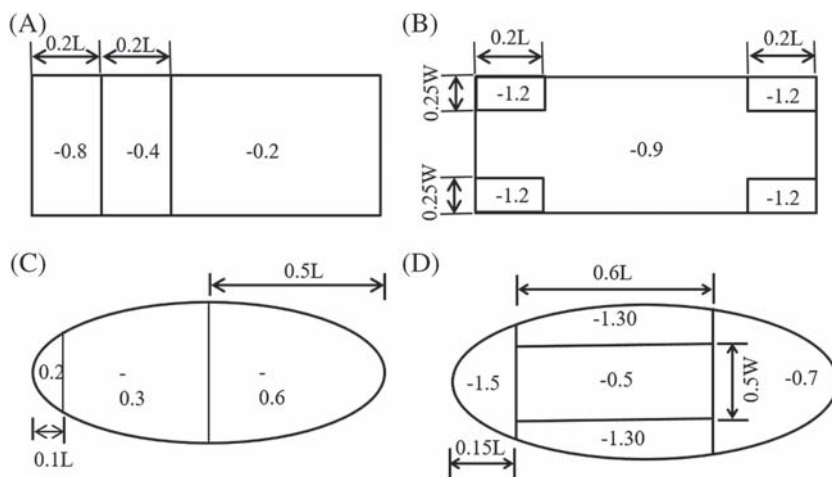 (A)
0.2L 0.2L
-0.8 -0.4 -0.2
(B)
0.2L 0.2L
0.25W
-1.2 -1.2
-0.9
0.25W
-1.2 -1.2
(C)
0.5L
0.2 - -
0.3 0.6
0.1L
(D)
0.6L
-1.30
-1.5 -0.5 0.5W -0.7
-1.30
0.15L